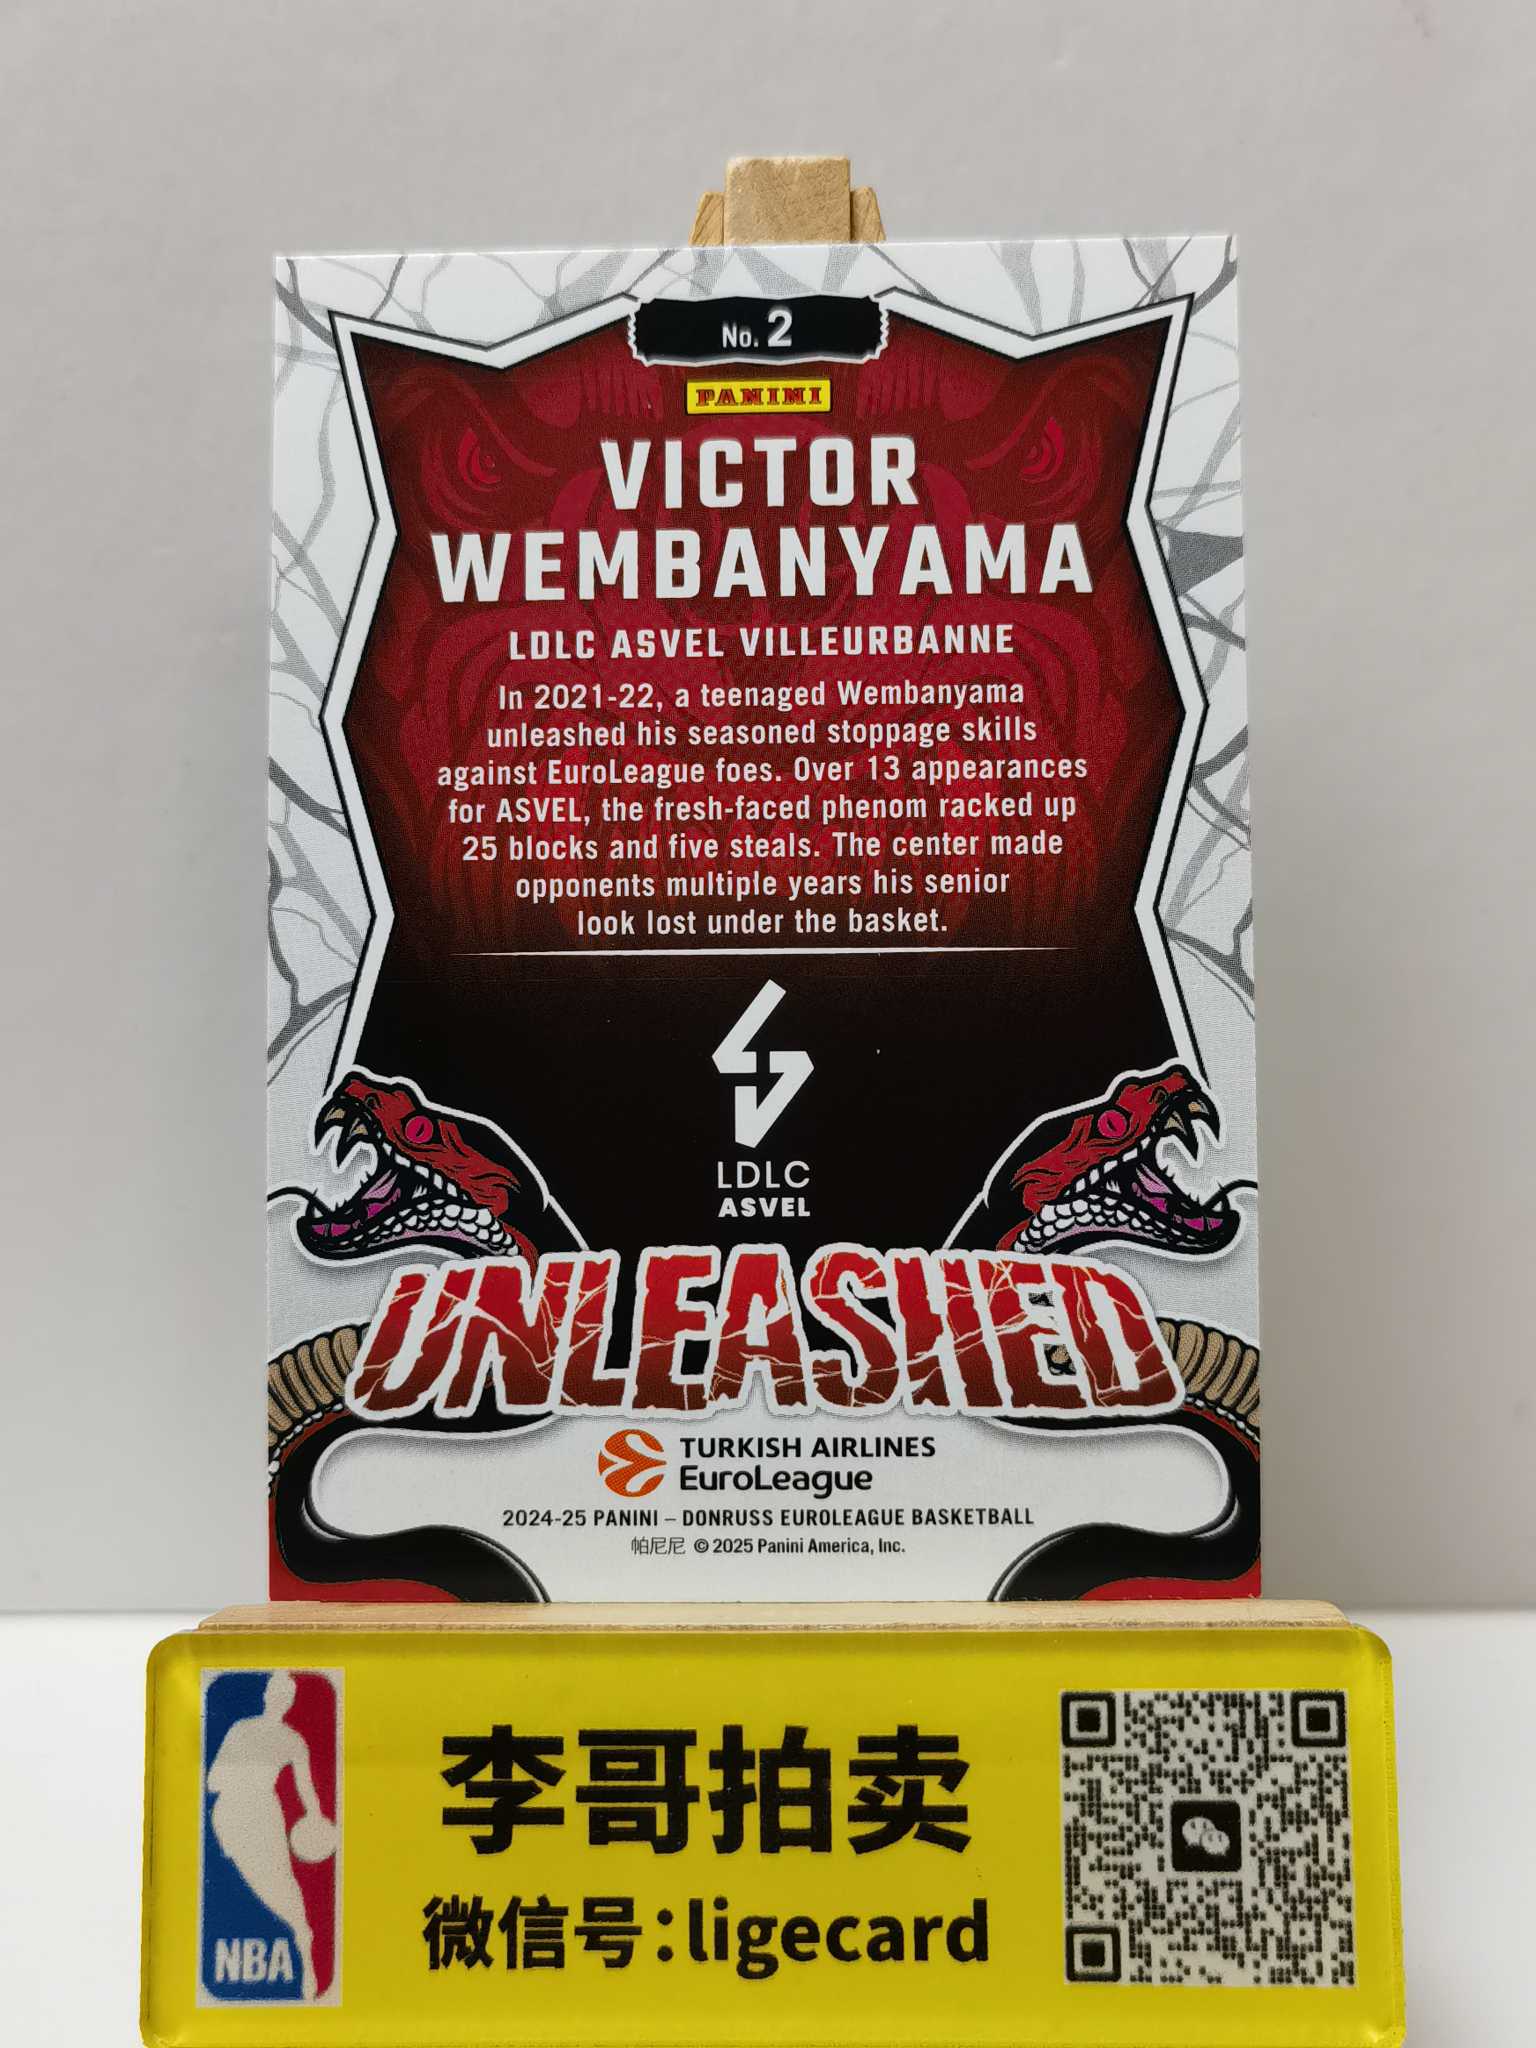 No. 2
PANINI
VICTOR
WEMBANYAMA
LDLC ASVEL VILLEURBANNE
In 2021-22, a teenaged Wembanyama
unleashed his seasoned stoppage skills
against EuroLeague foes. Over 13 appearances
for ASVEL, the fresh-faced phenom racked up
25 blocks and five steals. The center made
opponents multiple years his senior
look lost under the basket.
LDLC
ASVEL
UNLEASHED
TURKISH AIRLINES
EuroLeague
2024-25 PANINI – DONRUSS EUROLEAGUE BASKETBALL
帕尼尼 © 2025 Panini America, Inc.
李哥拍卖
微信号:ligecard
NBA